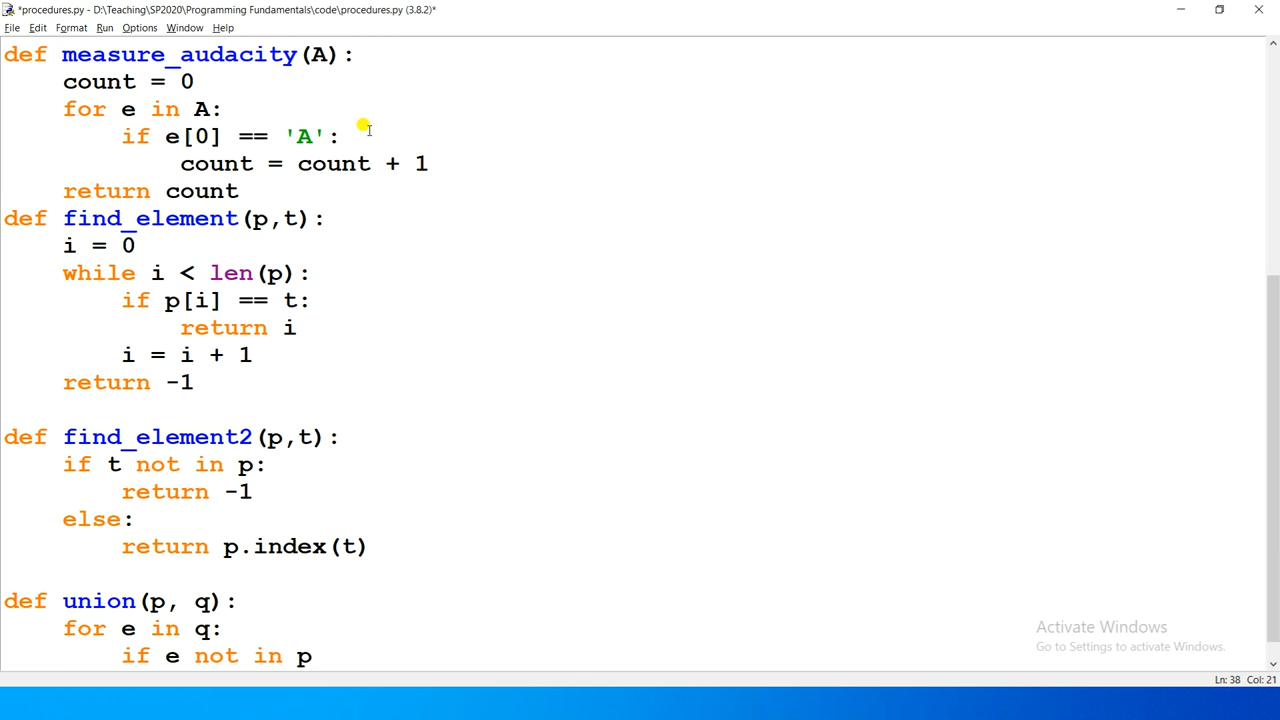 *procedures.py - D:\Teaching\SP2020\Programming Fundamentals\code\procedures.py (3.8.2)*
File Edit Format Run Options Window Help
def measure_audacity(A):
    count = 0
    for e in A:
        if e[0] == 'A':
            count = count + 1
    return count
def find_element(p,t):
    i = 0
    while i < len(p):
        if p[i] == t:
            return i
        i = i + 1
    return -1

def find_element2(p,t):
    if t not in p:
        return -1
    else:
        return p.index(t)

def union(p, q):
    for e in q:
        if e not in p
Activate Windows
Go to Settings to activate Windows.
Ln: 38 Col: 21